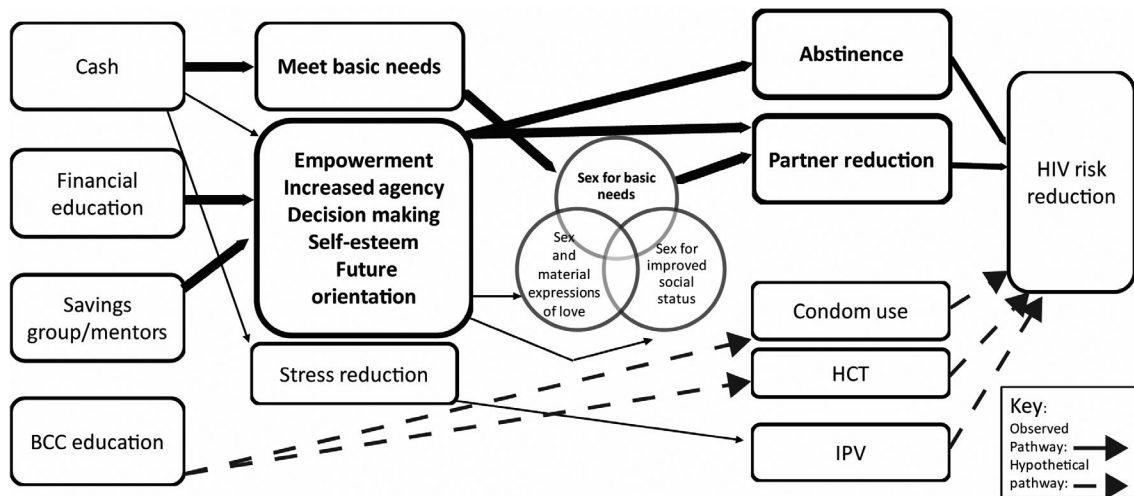 Cash
Financial
education
Savings
group/mentors
BCC education
Meet basic needs
Empowerment
Increased agency
Decision making
Self-esteem
Future
orientation
Stress reduction
Sex for basic
needs
Sex
and
material
expressions
of love
Sex for
improved
social
status
Abstinence
Partner reduction
Condom use
HCT
IPV
HIV risk
reduction
Key:
Observed
Pathway:
Hypothetical
pathway: